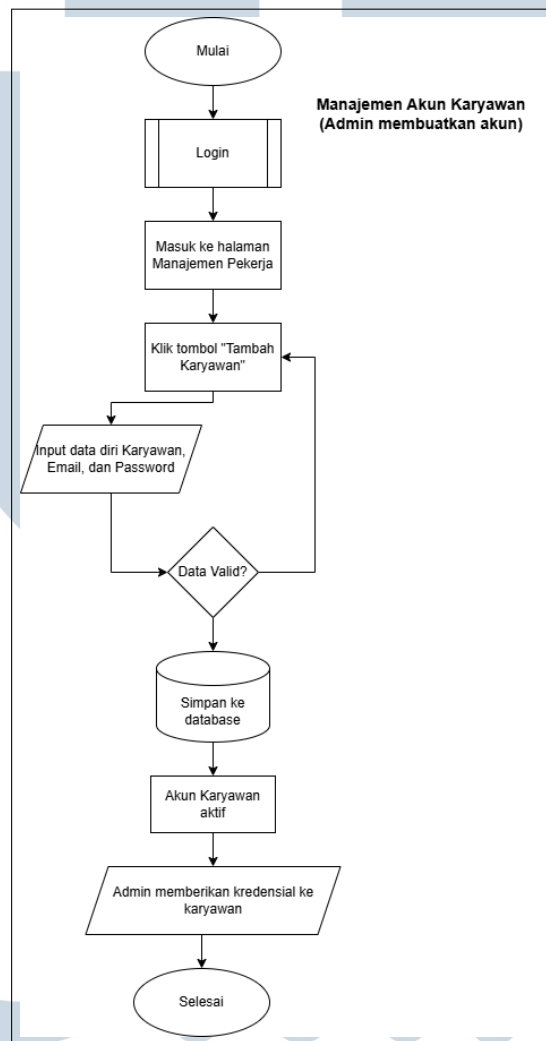 Mulai
Manajemen Akun Karyawan
(Admin membuatkan akun)
Login
Masuk ke halaman
Manajemen Pekerja
Klik tombol "Tambah
Karyawan"
Input data diri Karyawan,
Email, dan Password
Data Valid?
Simpan ke
database
Akun Karyawan
aktif
Admin memberikan kredensial ke
karyawan
Selesai